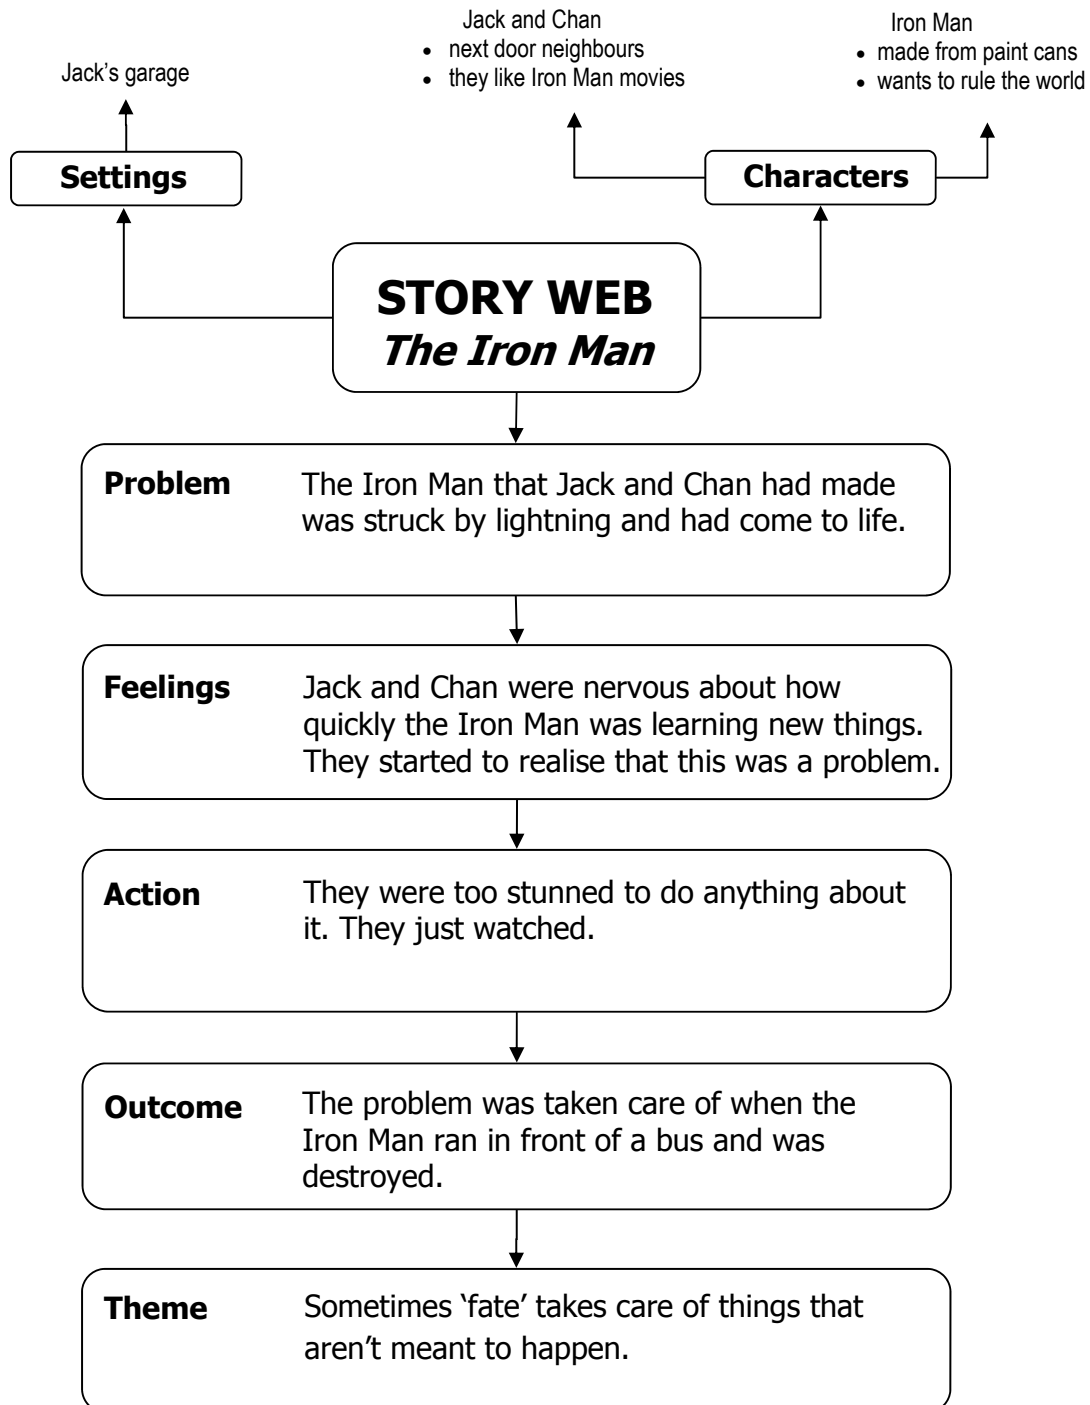 Jack and Chan
• next door neighbours
• they like Iron Man movies
Iron Man
• made from paint cans
• wants to rule the world
Jack’s garage
Settings
Characters
STORY WEB
The Iron Man
Problem
The Iron Man that Jack and Chan had made
was struck by lightning and had come to life.
Feelings
Jack and Chan were nervous about how
quickly the Iron Man was learning new things.
They started to realise that this was a problem.
Action
They were too stunned to do anything about
it. They just watched.
Outcome
The problem was taken care of when the
Iron Man ran in front of a bus and was
destroyed.
Theme
Sometimes ‘fate’ takes care of things that
aren’t meant to happen.